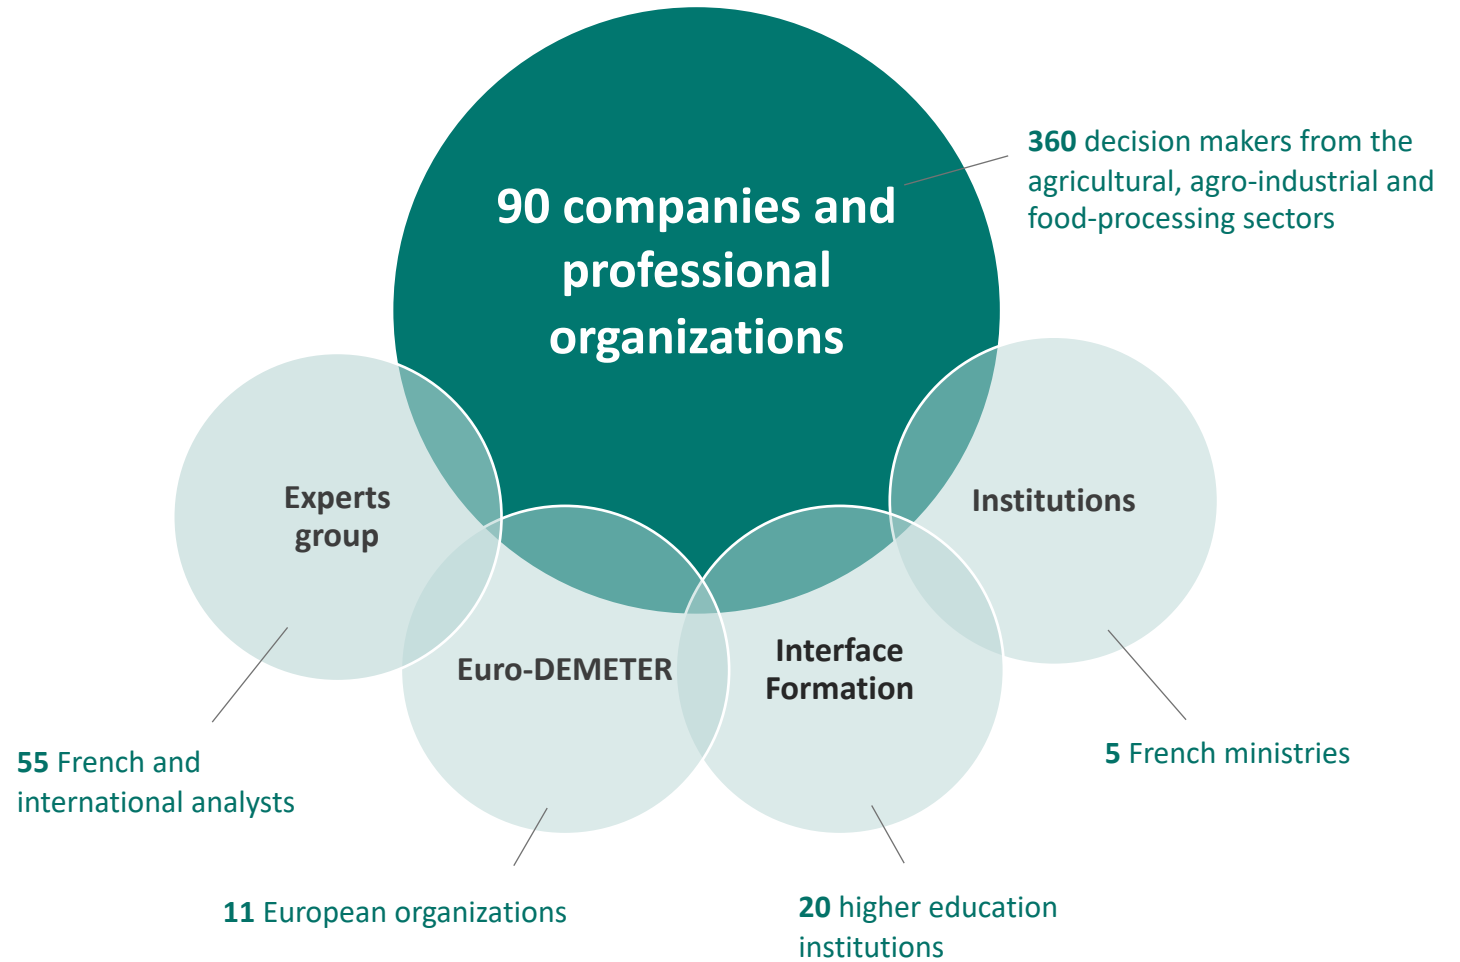 360 decision makers from the
agricultural, agro-industrial and
food-processing sectors
90 companies and
professional
organizations
Experts
group
Institutions
Euro-DEMETER
Interface
Formation
55 French and
international analysts
5 French ministries
11 European organizations
20 higher education
institutions